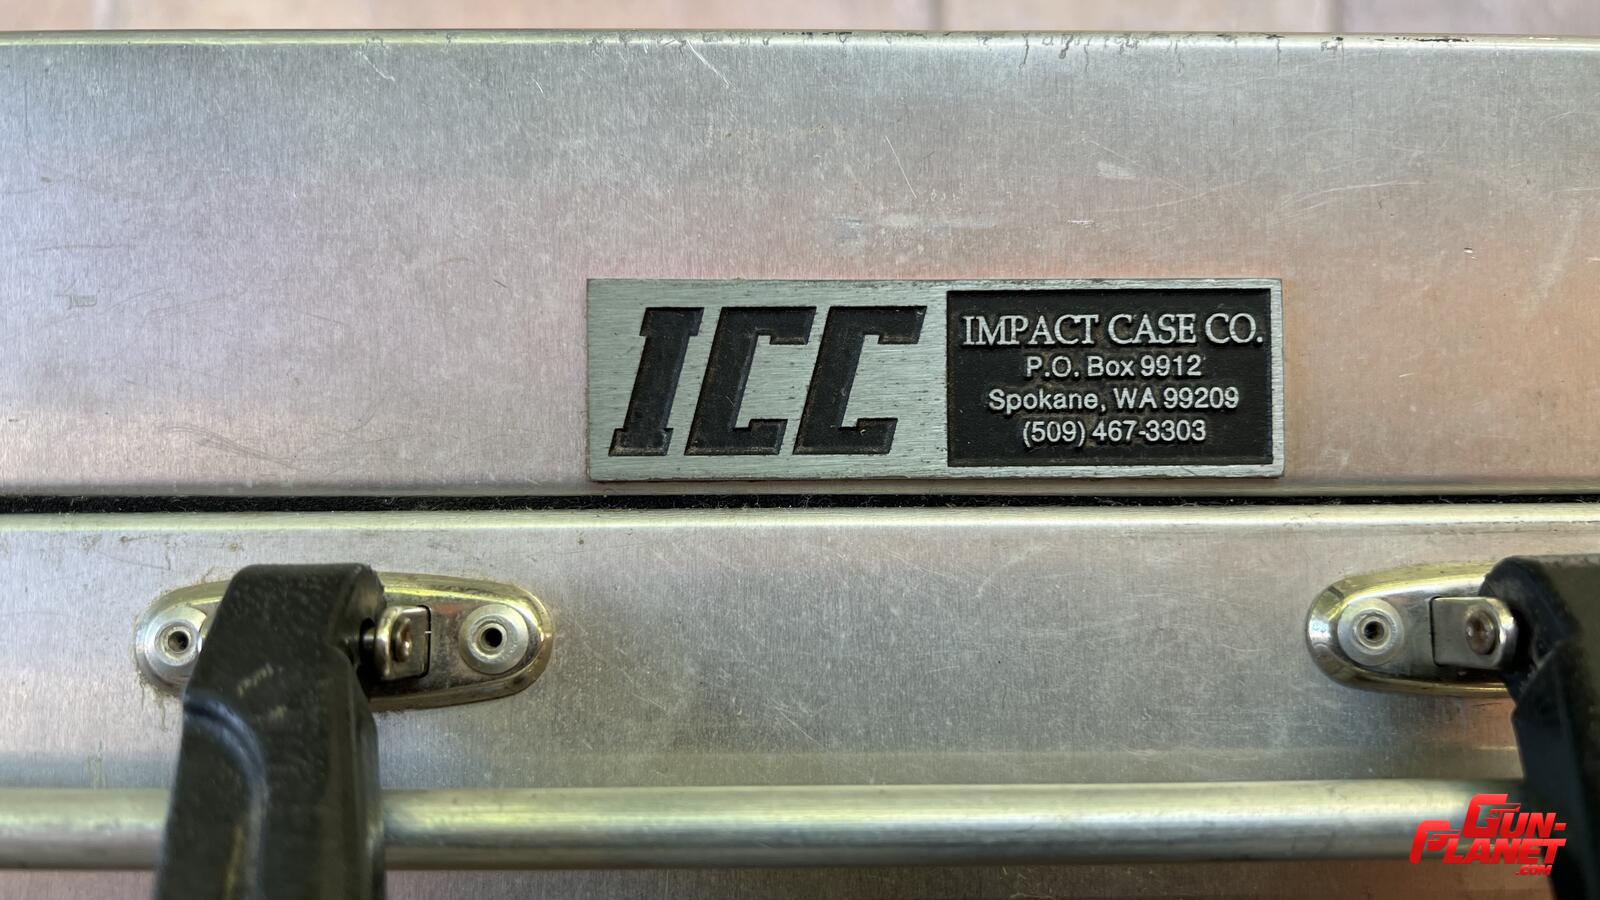 ICC
IMPACT CASE CO.
P.O. Box 9912
Spokane, WA 99209
(509) 467-3303
GUN-
PLANET
.COM